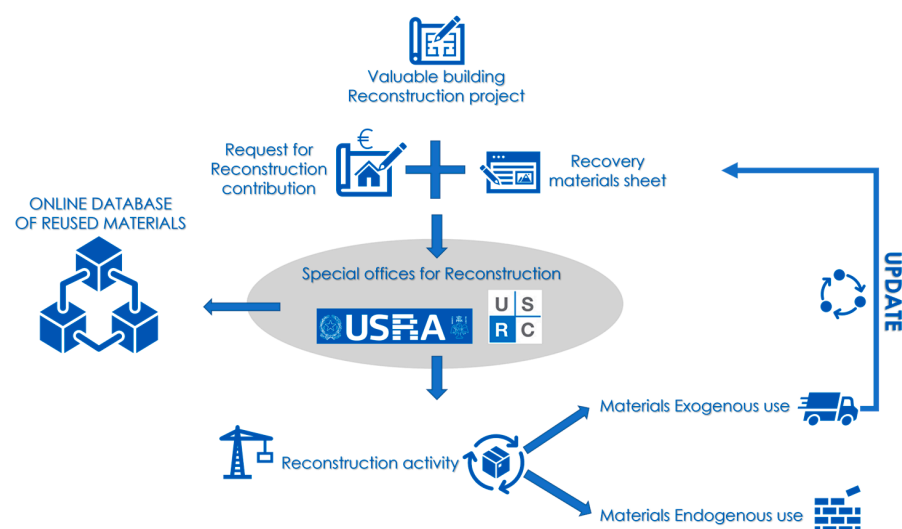 Valuable building
Reconstruction project
€
Request for
Reconstruction
contribution
Recovery
materials sheet
ONLINE DATABASE
OF REUSED MATERIALS
Special offices for Reconstruction
USRA
U S
R C
UPDATE
Materials Exogenous use
Reconstruction activity
Materials Endogenous use